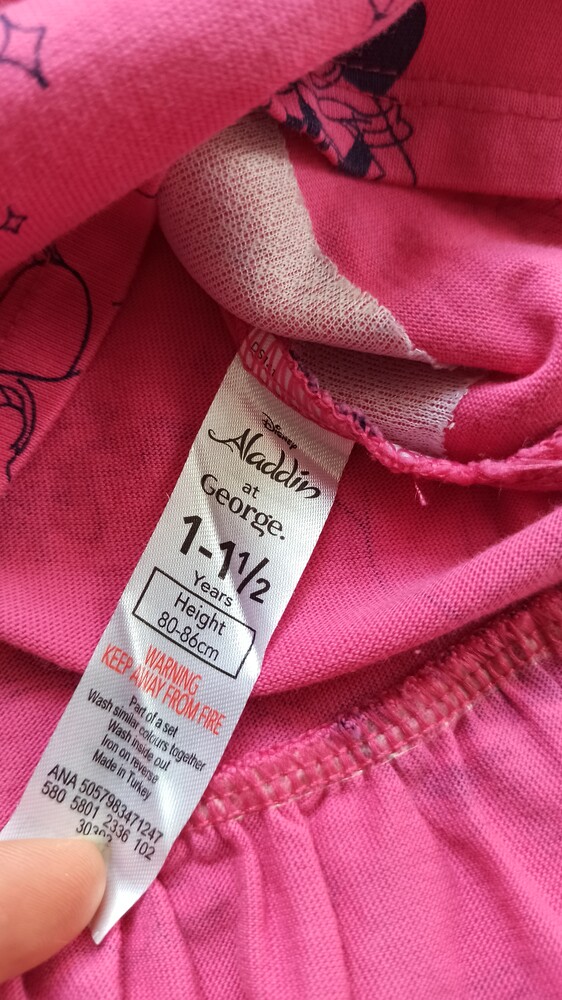 Disney
Aladdin
at
George.
1-1½
Years
Height
80-86cm
WARNING
KEEP AWAY FROM FIRE
Part of a set
Wash similar colours together
Wash inside out
Iron on reverse
Made in Turkey
ANA 5057983471247
580 5801 2336 102